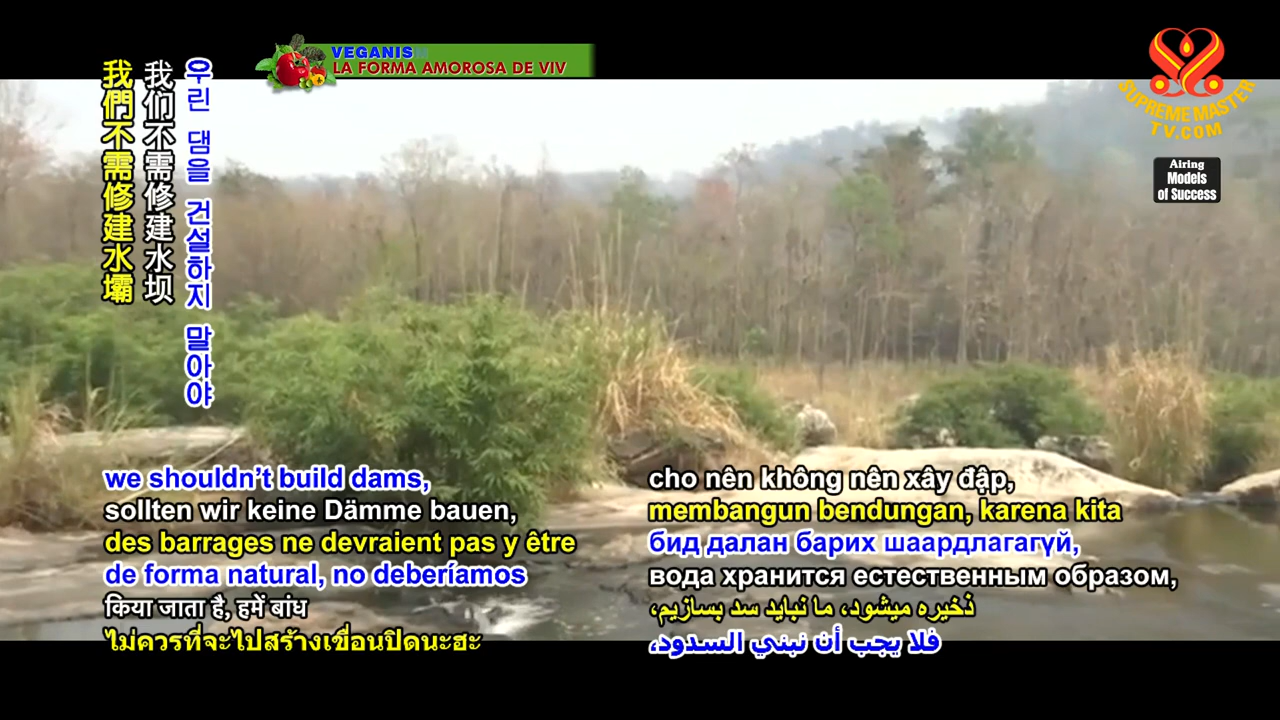 VEGANIS
LA FORMA AMOROSA DE VIV
SUPREME MASTER
TV.COM
Airing
Models
of Success
我們不需修建水壩
我们不需修建水坝
우린 댐을 건설하지 말아야
we shouldn’t build dams,
sollten wir keine Dämme bauen,
des barrages ne devraient pas y être
de forma natural, no deberíamos
किया जाता है, हमें बांध
ไม่ควรที่จะไปสร้างเขื่อนปิดนะฮะ
cho nên không nên xây đập,
membangun bendungan, karena kita
бид далан барих шаардлагагүй,
вода хранится естественным образом,
ذخیره میشود، ما نباید سد بسازیم،
فلا يجب أن نبني السدود،